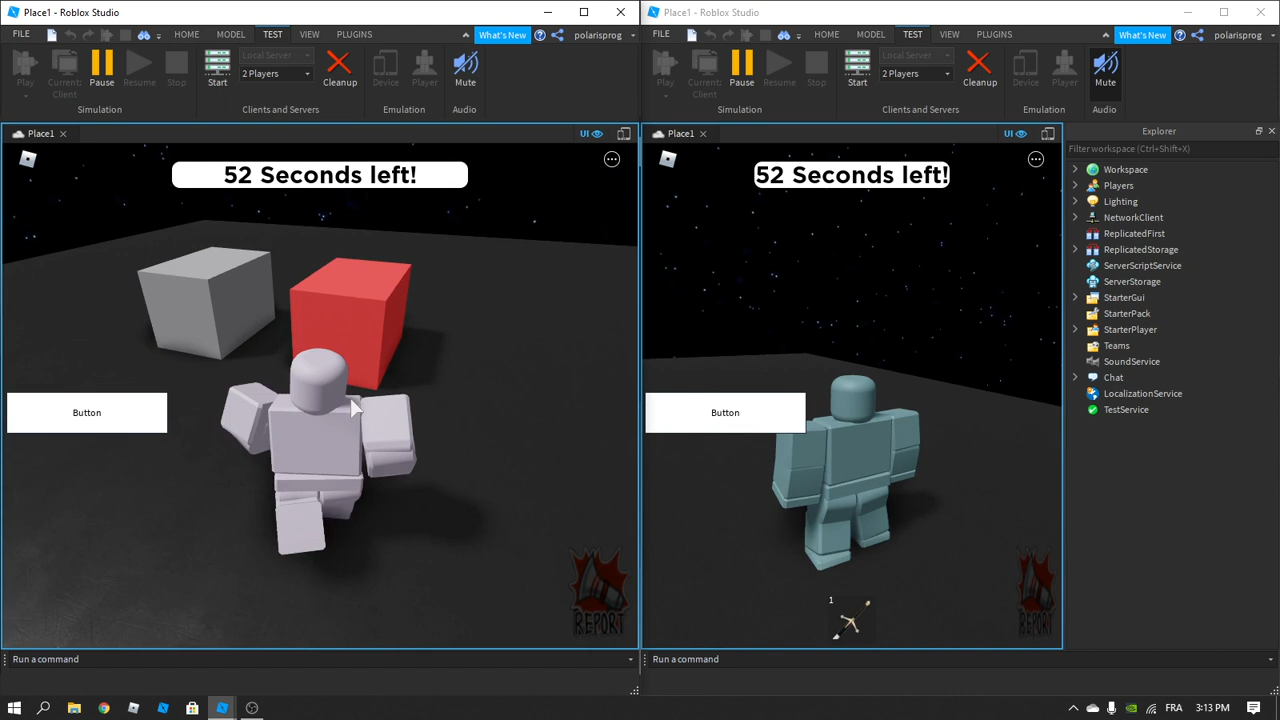 Place1 - Roblox Studio
FILE HOME MODEL TEST VIEW PLUGINS What's New polarisprog
Play Current: Client Pause Resume Stop Start Local Server 2 Players Cleanup Device Player Mute
Simulation Clients and Servers Emulation Audio
Place1 UI
52 Seconds left!
Button
REPORT
Run a command
Place1 - Roblox Studio
FILE HOME MODEL TEST VIEW PLUGINS What's New polarisprog
Play Current: Client Pause Resume Stop Start Local Server 2 Players Cleanup Device Player Mute
Simulation Clients and Servers Emulation Audio
Place1 UI
52 Seconds left!
Button
1
REPORT
Run a command
Explorer
Filter workspace (Ctrl+Shift+X)
Workspace
Players
Lighting
NetworkClient
ReplicatedFirst
ReplicatedStorage
ServerScriptService
ServerStorage
StarterGui
StarterPack
StarterPlayer
Teams
SoundService
Chat
LocalizationService
TestService
FRA 3:13 PM